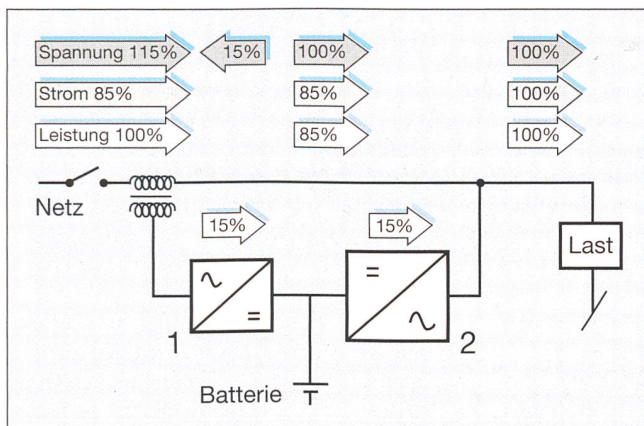 Spannung 115% 15% 100% 100%
Strom 85% 85% 100%
Leistung 100% 85% 100%
Netz
15% 15%
Last
1 2
Batterie